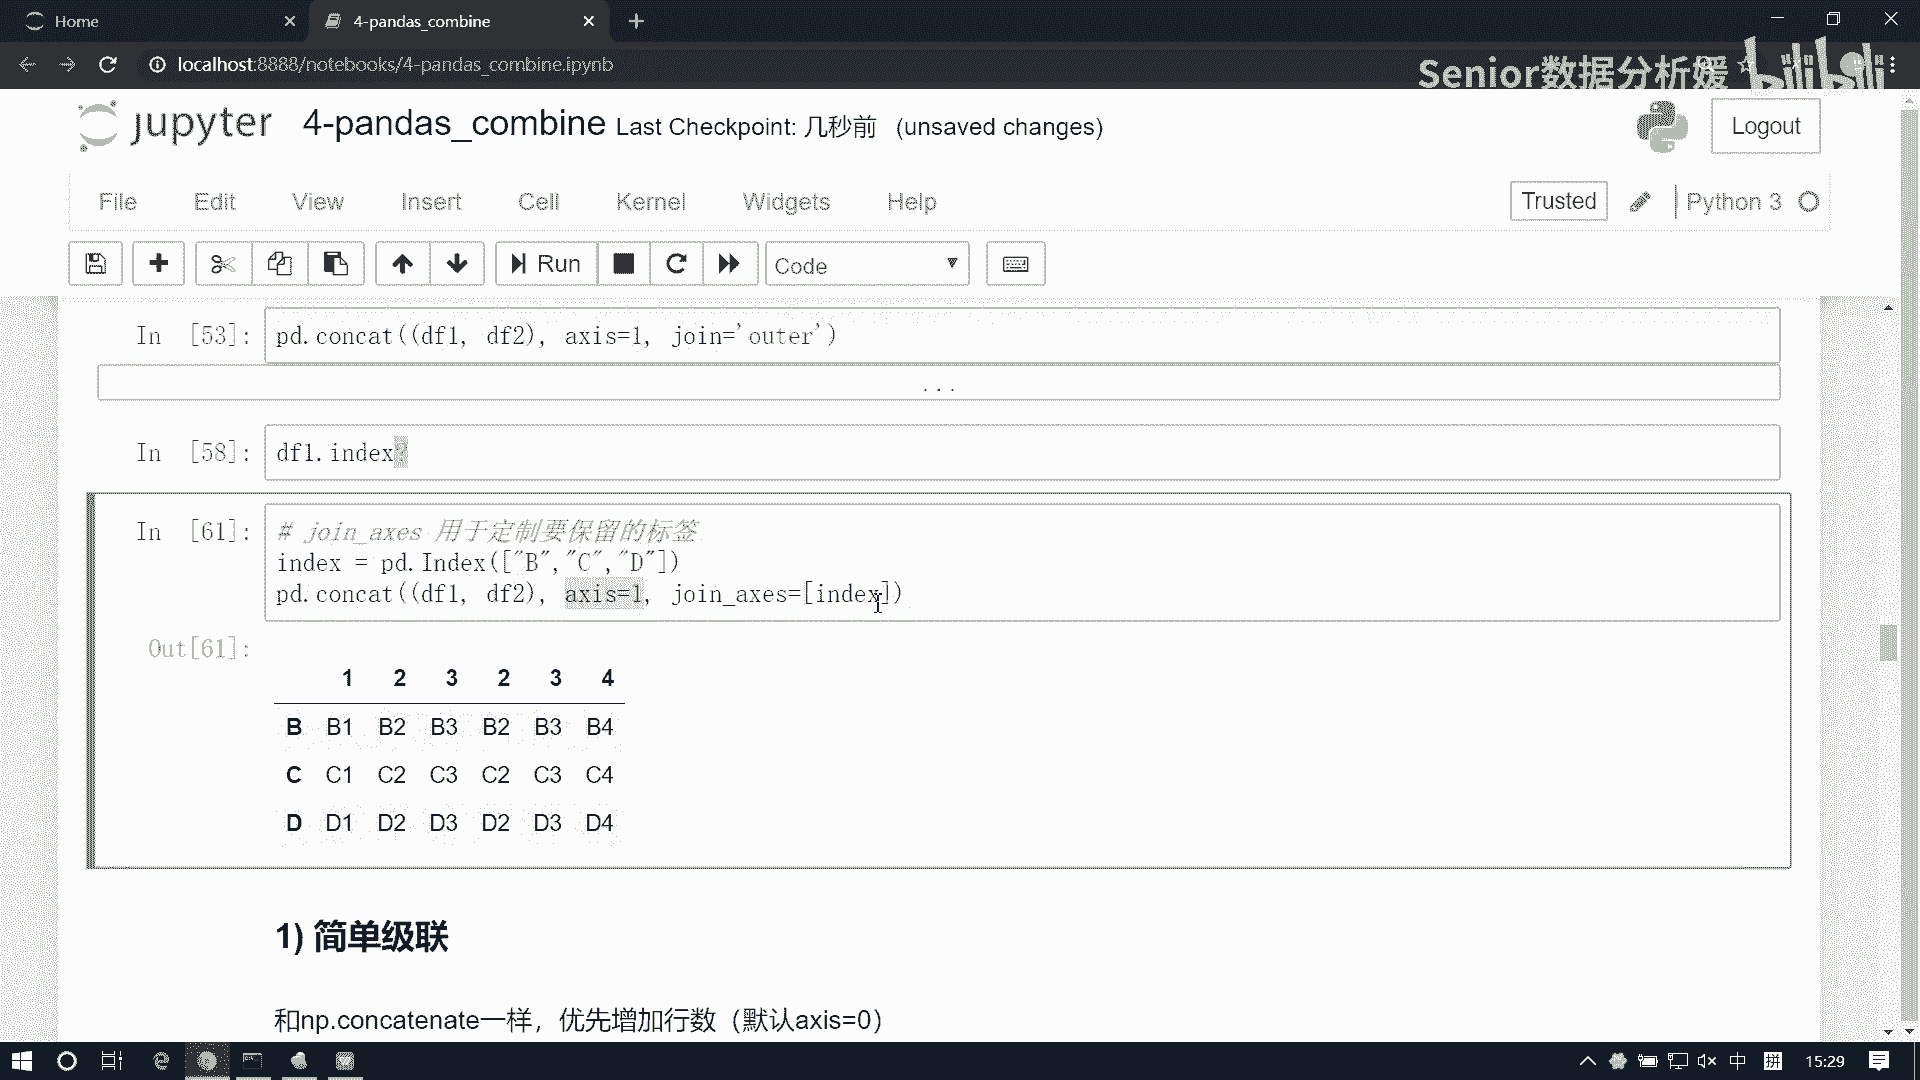 Home
4-pandas_combine
localhost:8888/notebooks/4-pandas_combine.ipynb
Senior数据分析媛 bilibili
jupyter 4-pandas_combine Last Checkpoint: 几秒前 (unsaved changes)
Logout
File Edit View Insert Cell Kernel Widgets Help
Trusted Python 3
Run Code
In [53]: pd.concat((df1, df2), axis=1, join='outer')
...
In [58]: df1.index?
In [61]: # join_axes 用于定制要保留的标签
index = pd.Index(["B","C","D"])
pd.concat((df1, df2), axis=1, join_axes=[index])
Out[61]:
1 2 3 2 3 4
B B1 B2 B3 B2 B3 B4
C C1 C2 C3 C2 C3 C4
D D1 D2 D3 D2 D3 D4
1) 简单级联
和np.concatenate一样，优先增加行数（默认axis=0）
中 拼 15:29